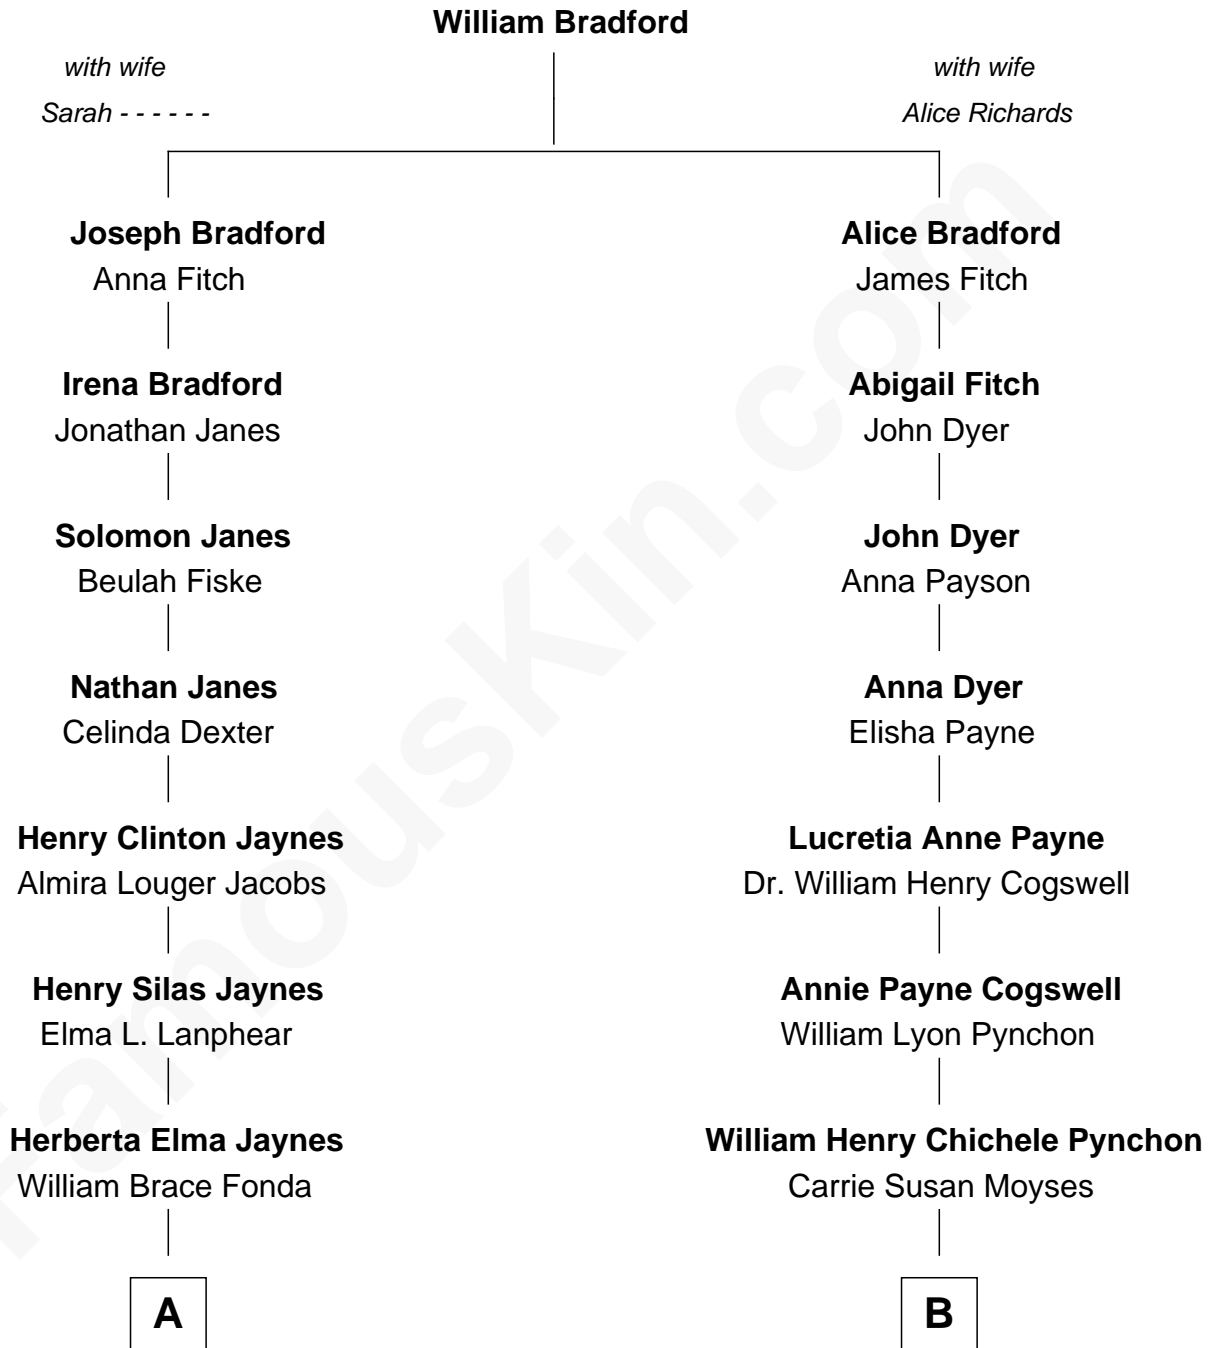 William Bradford
with wife
Sarah - - - - - -
with wife
Alice Richards
Joseph Bradford
Anna Fitch
Irena Bradford
Jonathan Janes
Solomon Janes
Beulah Fiske
Nathan Janes
Celinda Dexter
Henry Clinton Jaynes
Almira Louger Jacobs
Henry Silas Jaynes
Elma L. Lanphear
Herberta Elma Jaynes
William Brace Fonda
A
Alice Bradford
James Fitch
Abigail Fitch
John Dyer
John Dyer
Anna Payson
Anna Dyer
Elisha Payne
Lucretia Anne Payne
Dr. William Henry Cogswell
Annie Payne Cogswell
William Lyon Pynchon
William Henry Chichele Pynchon
Carrie Susan Moyses
B
FamousKin.com